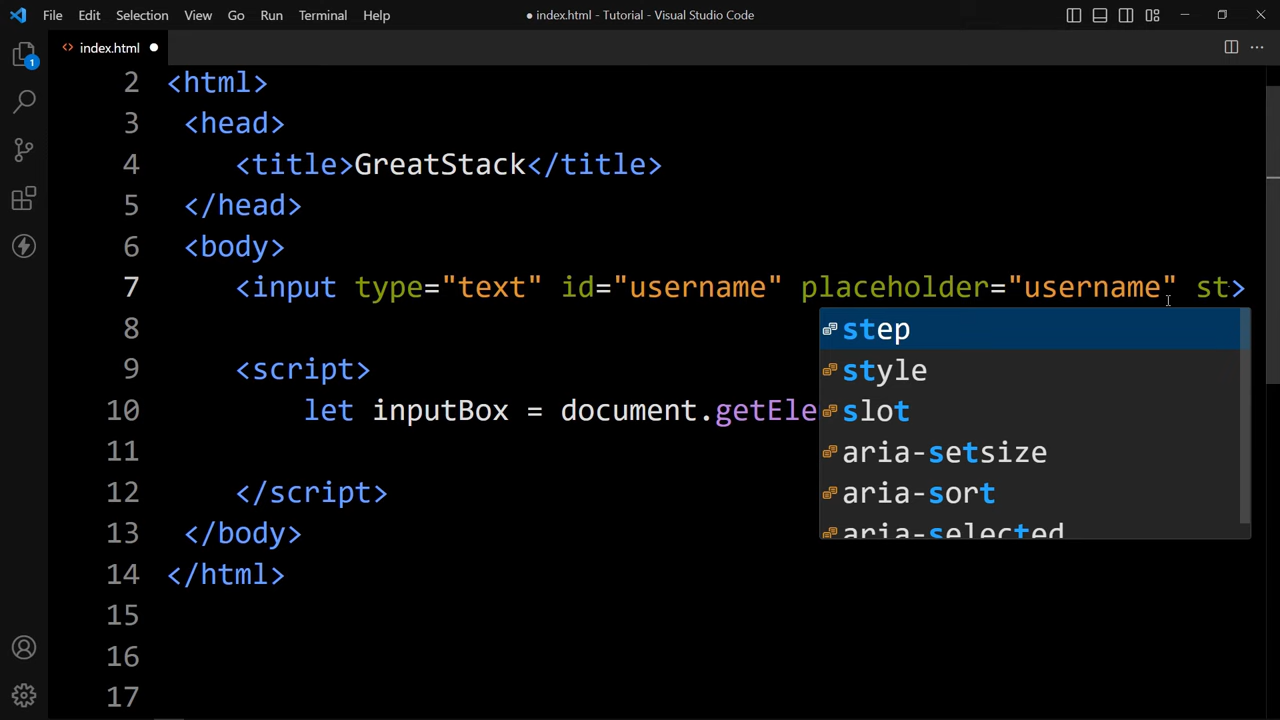 File Edit Selection View Go Run Terminal Help ● index.html - Tutorial - Visual Studio Code
1
<> index.html ●
2 <html>
3 <head>
4 <title>GreatStack</title>
5 </head>
6 <body>
7 <input type="text" id="username" placeholder="username" st>
8
step
9 <script>
style
10 let inputBox = document.getEle
slot
11
aria-setsize
12 </script>
aria-sort
13 </body>
aria-selected
14 </html>
15
16
17